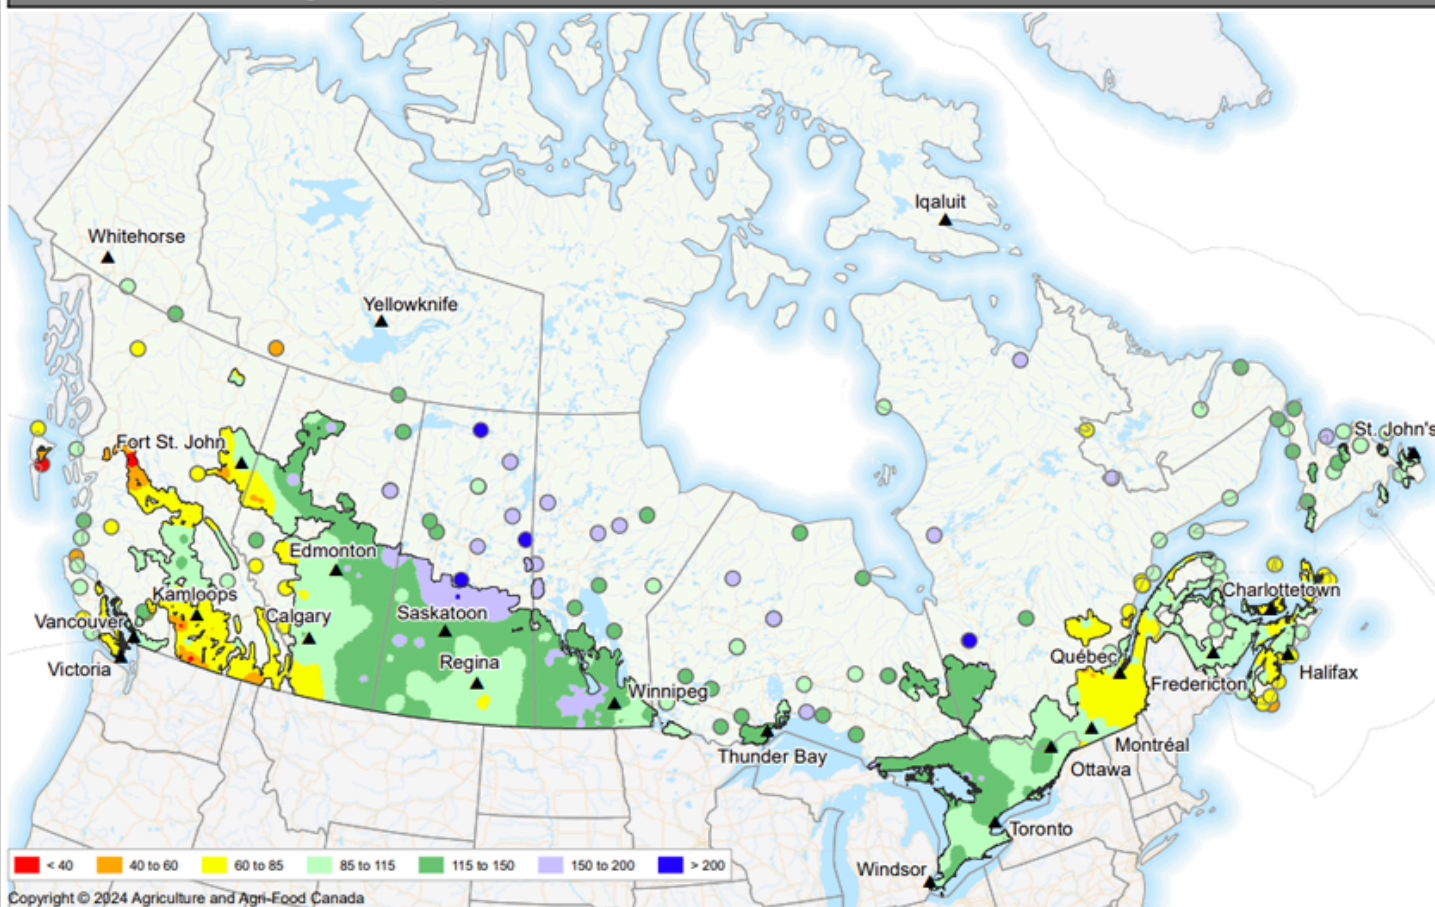 Iqaluit
Whitehorse
Yellowknife
Fort St. John
St. John's
Edmonton
Kamloops
Charlottetown
Calgary
Saskatoon
Vancouver
Québec
Regina
Victoria
Halifax
Fredericton
Winnipeg
Montréal
Thunder Bay
Ottawa
Toronto
Windsor
< 40 40 to 60 60 to 85 85 to 115 115 to 150 150 to 200 > 200
Copyright © 2024 Agriculture and Agri-Food Canada